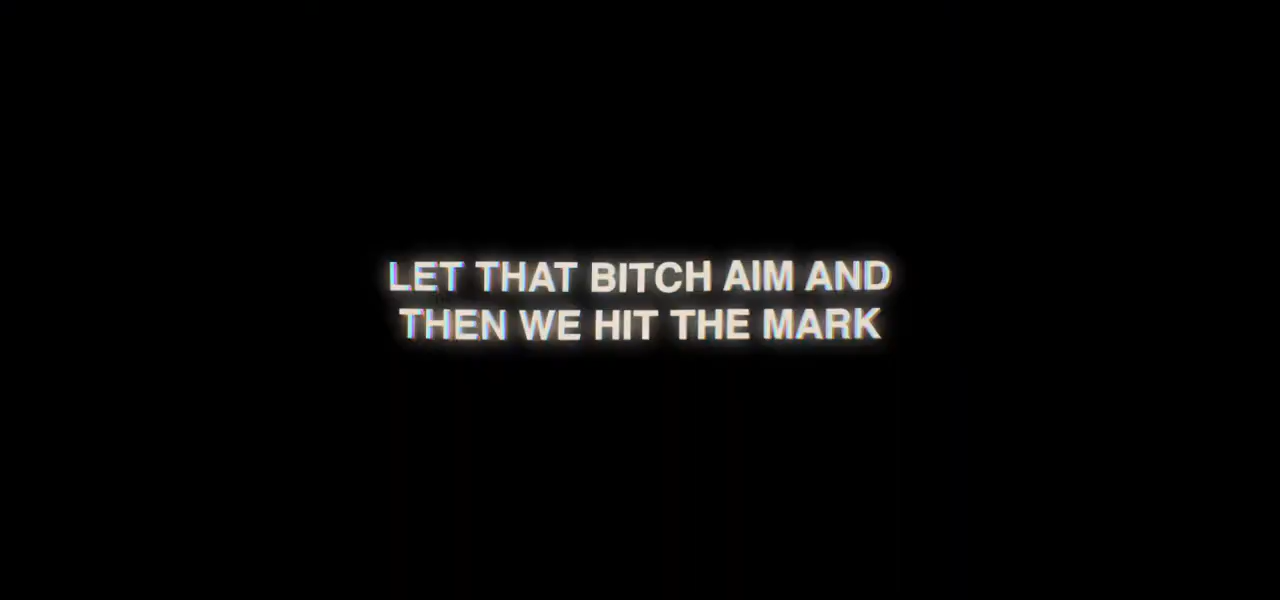 LET THAT BITCH AIM AND
THEN WE HIT THE MARK